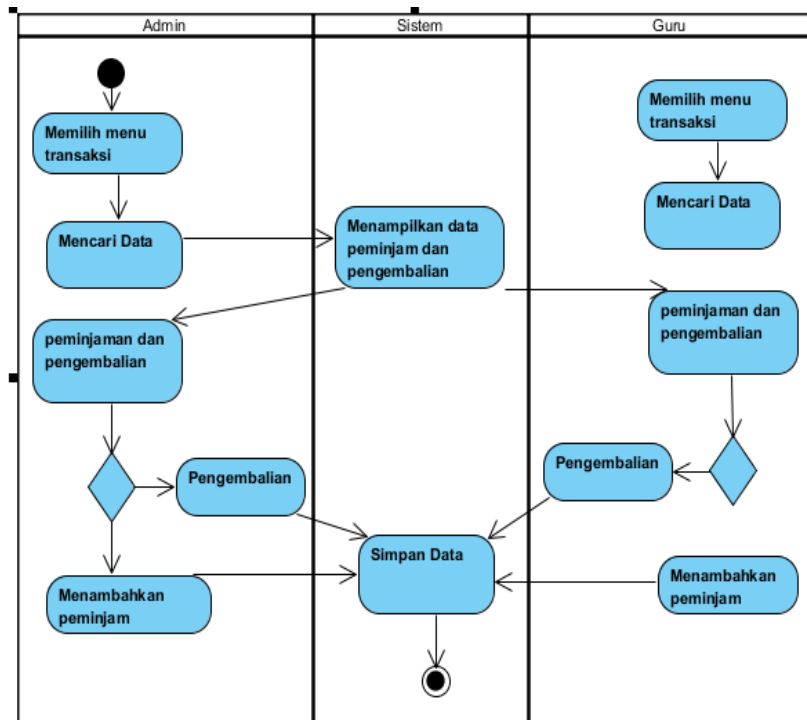 Admin
Sistem
Guru
Memilih menu
transaksi
Memilih menu
transaksi
Mencari Data
Menampilkan data
peminjam dan
pengembalian
Mencari Data
peminjaman dan
pengembalian
peminjaman dan
pengembalian
Pengembalian
Pengembalian
Simpan Data
Menambahkan
peminjam
Menambahkan
peminjam